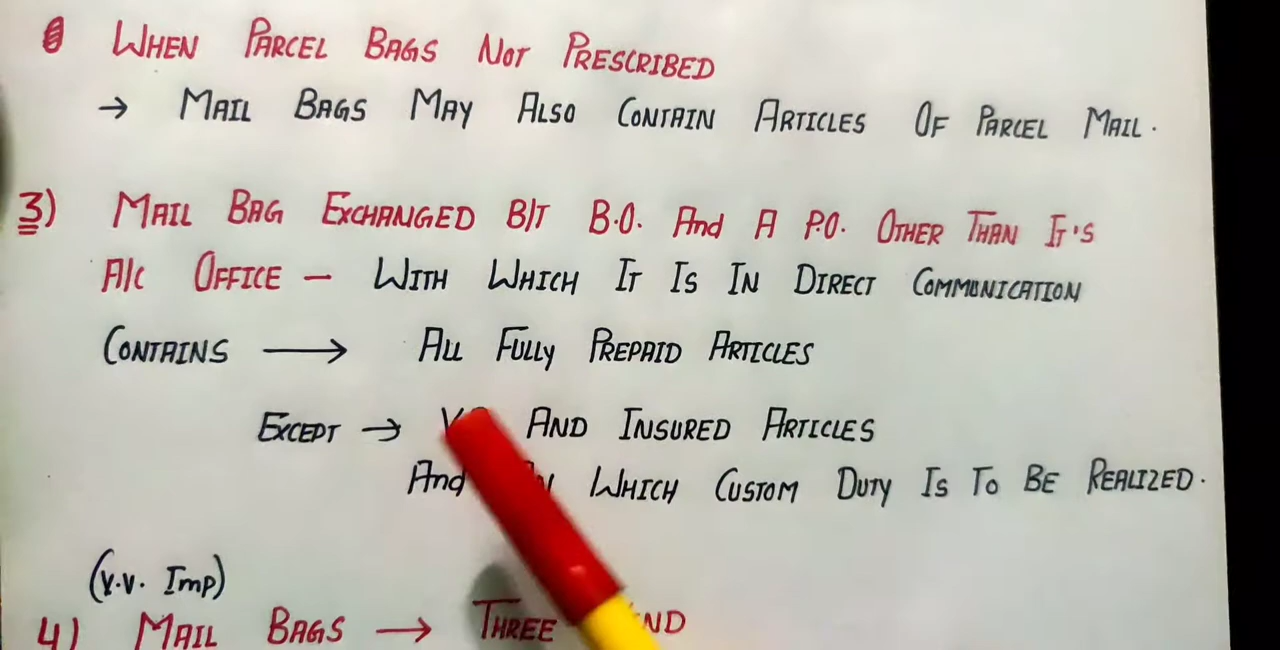 When Parcel Bags Not Prescribed
→ Mail Bags May Also Contain Articles Of Parcel Mail.
3) Mail Bag Exchanged B/T B.O. And A P.O. Other Than It's
A/C Office — With Which It Is In Direct Communication
Contains → All Fully Prepaid Articles
Except → And Insured Articles
And Which Custom Duty Is To Be Realized.
(V.V. Imp)
4) Mail Bags → Three